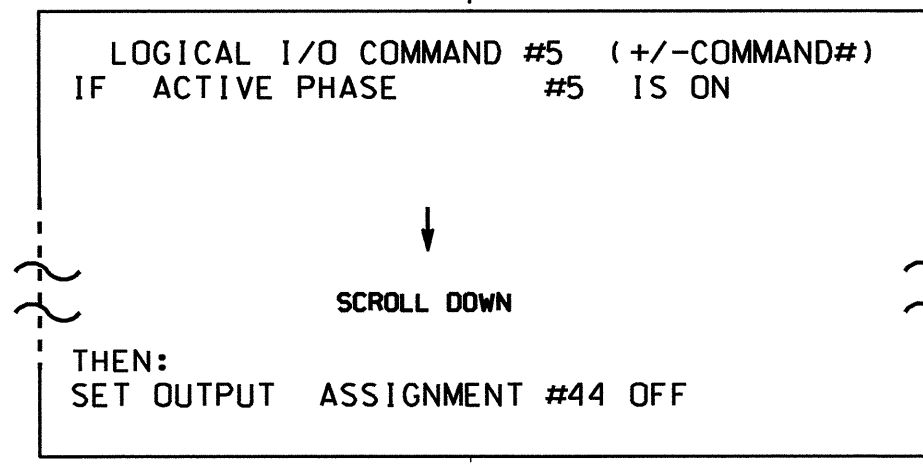 LOGICAL I/O COMMAND #5 (+/-COMMAND#)
IF ACTIVE PHASE #5 IS ON
SCROLL DOWN
THEN:
SET OUTPUT ASSIGNMENT #44 OFF